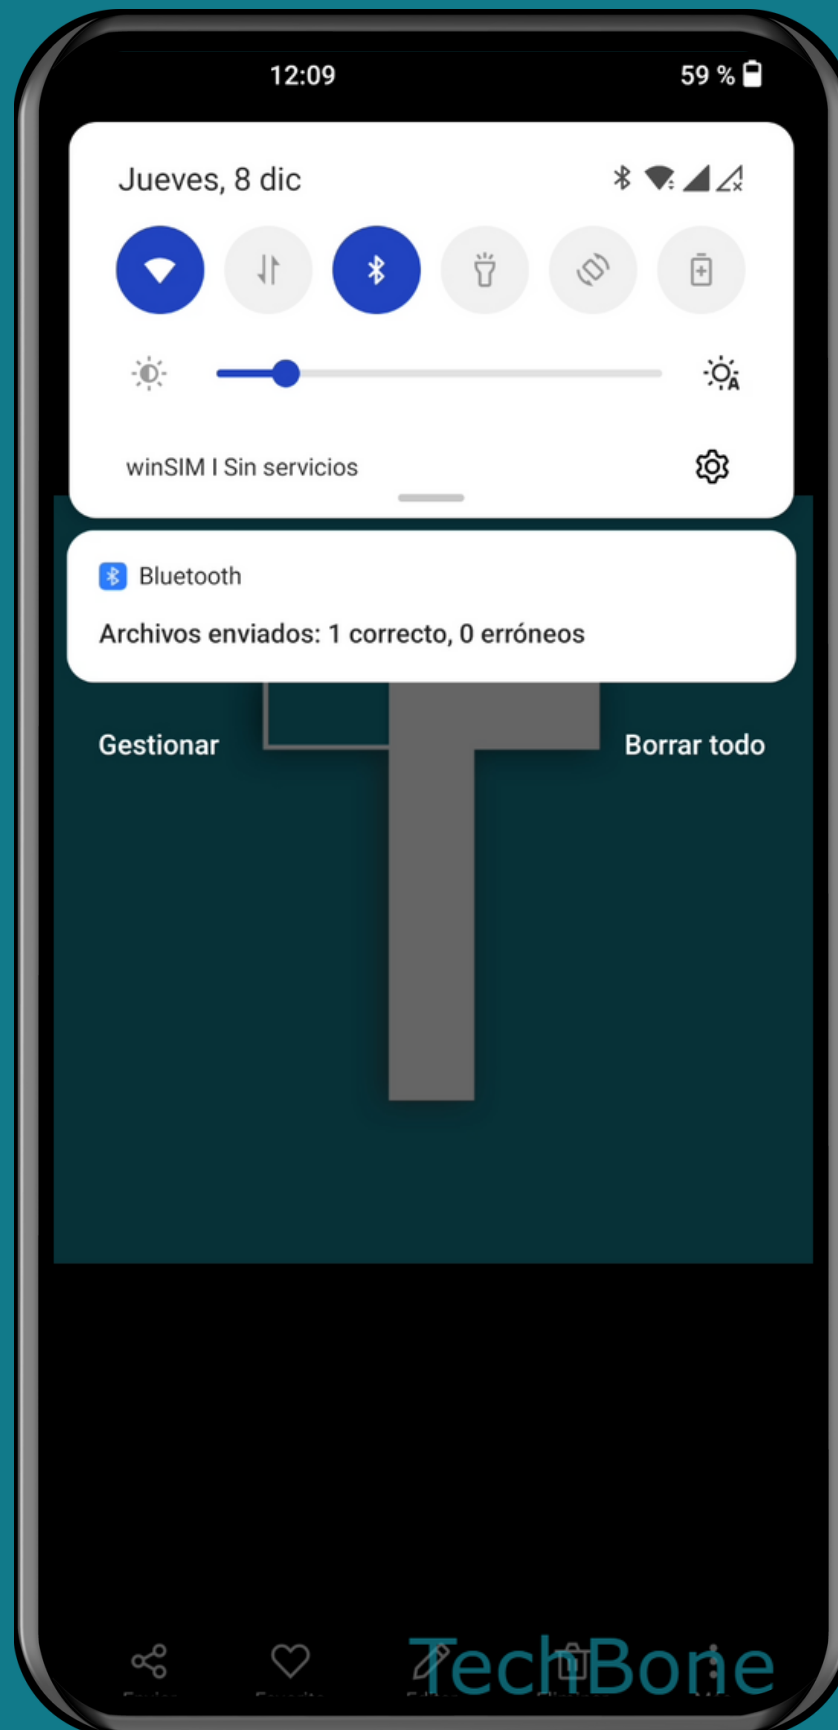 12:09
59 %
Jueves, 8 dic
winSIM I Sin servicios
Bluetooth
Archivos enviados: 1 correcto, 0 erróneos
Gestionar
Borrar todo
TechBone